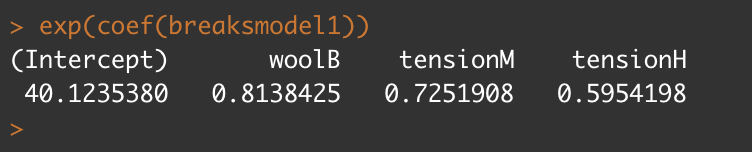 > exp(coef(breaksmodel1))
(Intercept) woolB tensionM tensionH
40.1235380 0.8138425 0.7251908 0.5954198
>